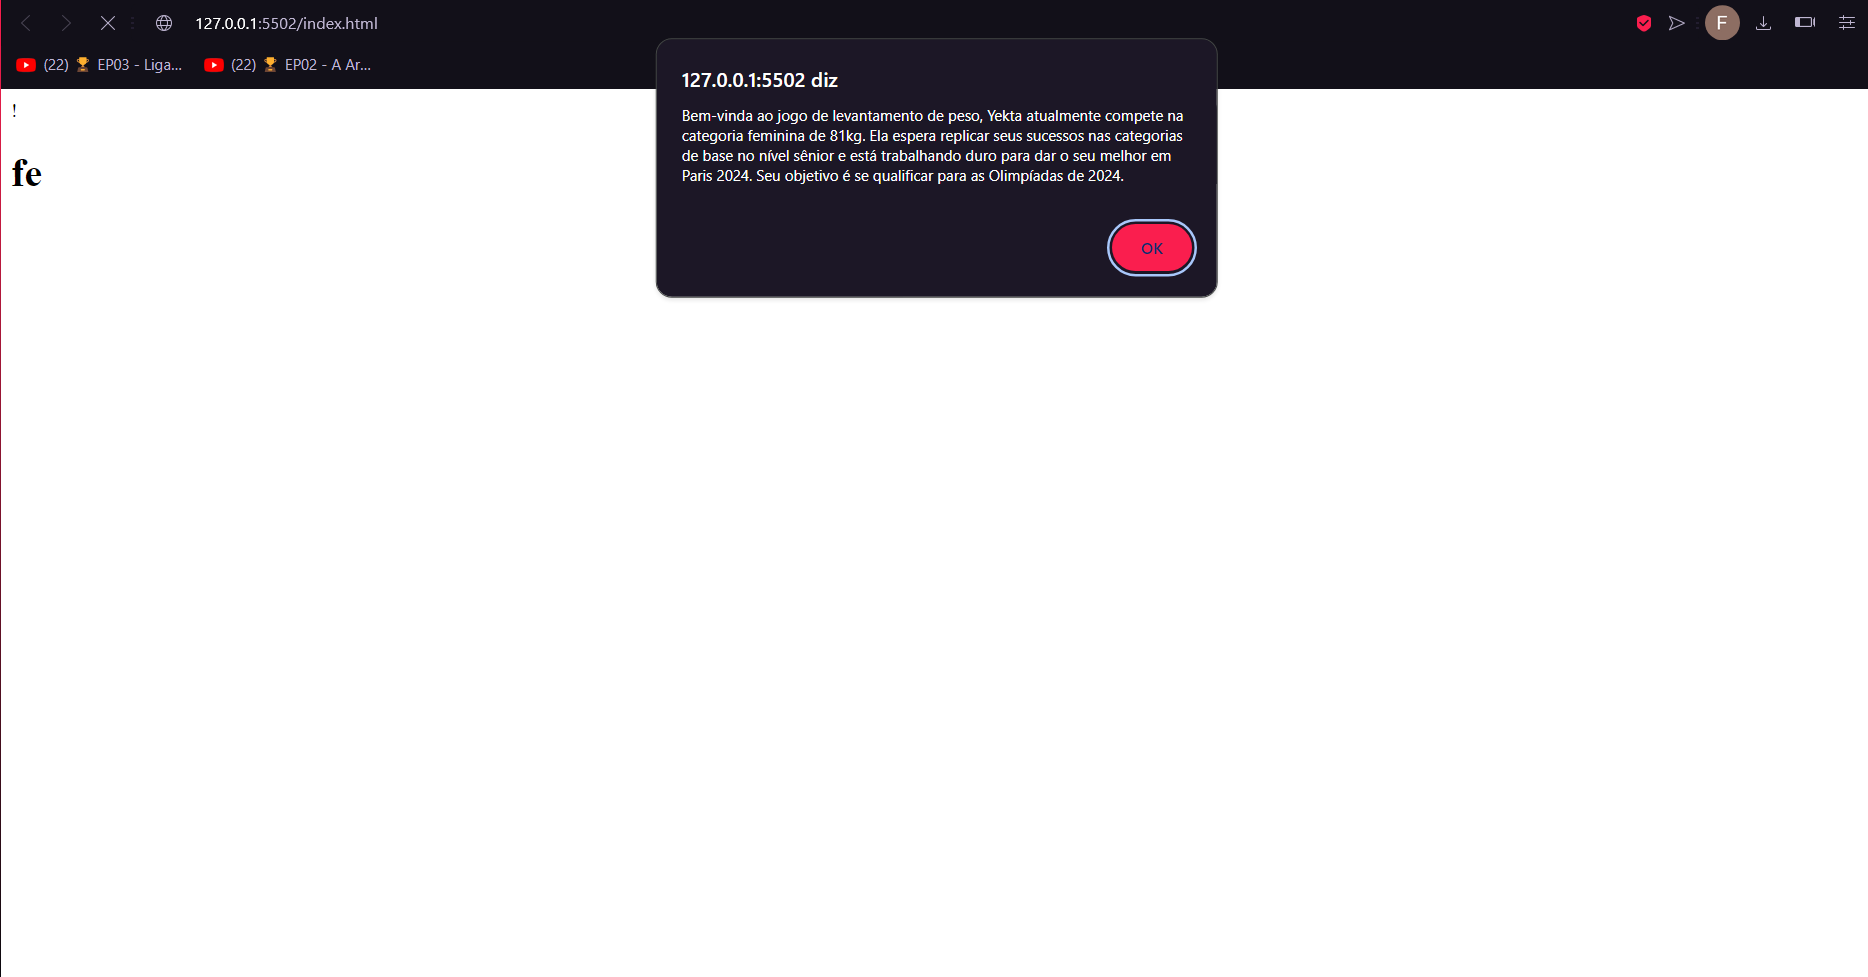 127.0.0.1:5502/index.html
F
(22) 🏆 EP03 - Liga...
(22) 🏆 EP02 - A Ar...
127.0.0.1:5502 diz
Bem-vinda ao jogo de levantamento de peso, Yekta atualmente compete na
categoria feminina de 81kg. Ela espera replicar seus sucessos nas categorias
de base no nível sênior e está trabalhando duro para dar o seu melhor em
Paris 2024. Seu objetivo é se qualificar para as Olimpíadas de 2024.
OK
!
fe